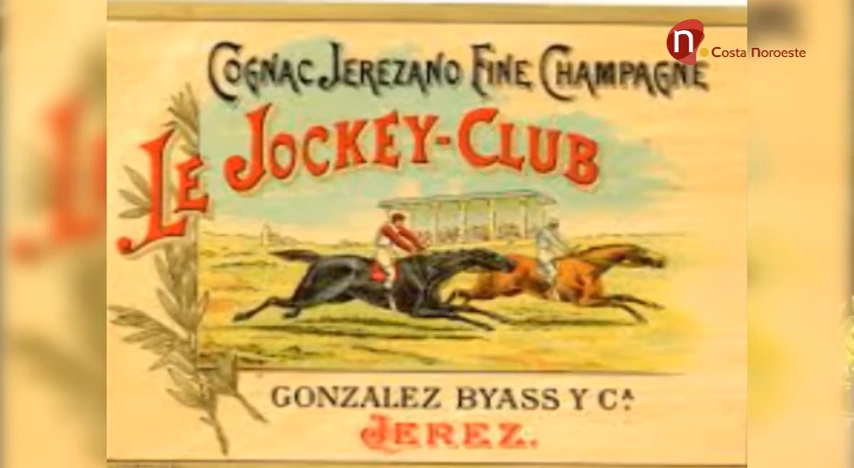 COGNAC JEREZANO FINE CHAMPAGNE
n Costa Noroeste
LE JOCKEY-CLUB
GONZALEZ BYASS Y Cᴬ
JEREZ.